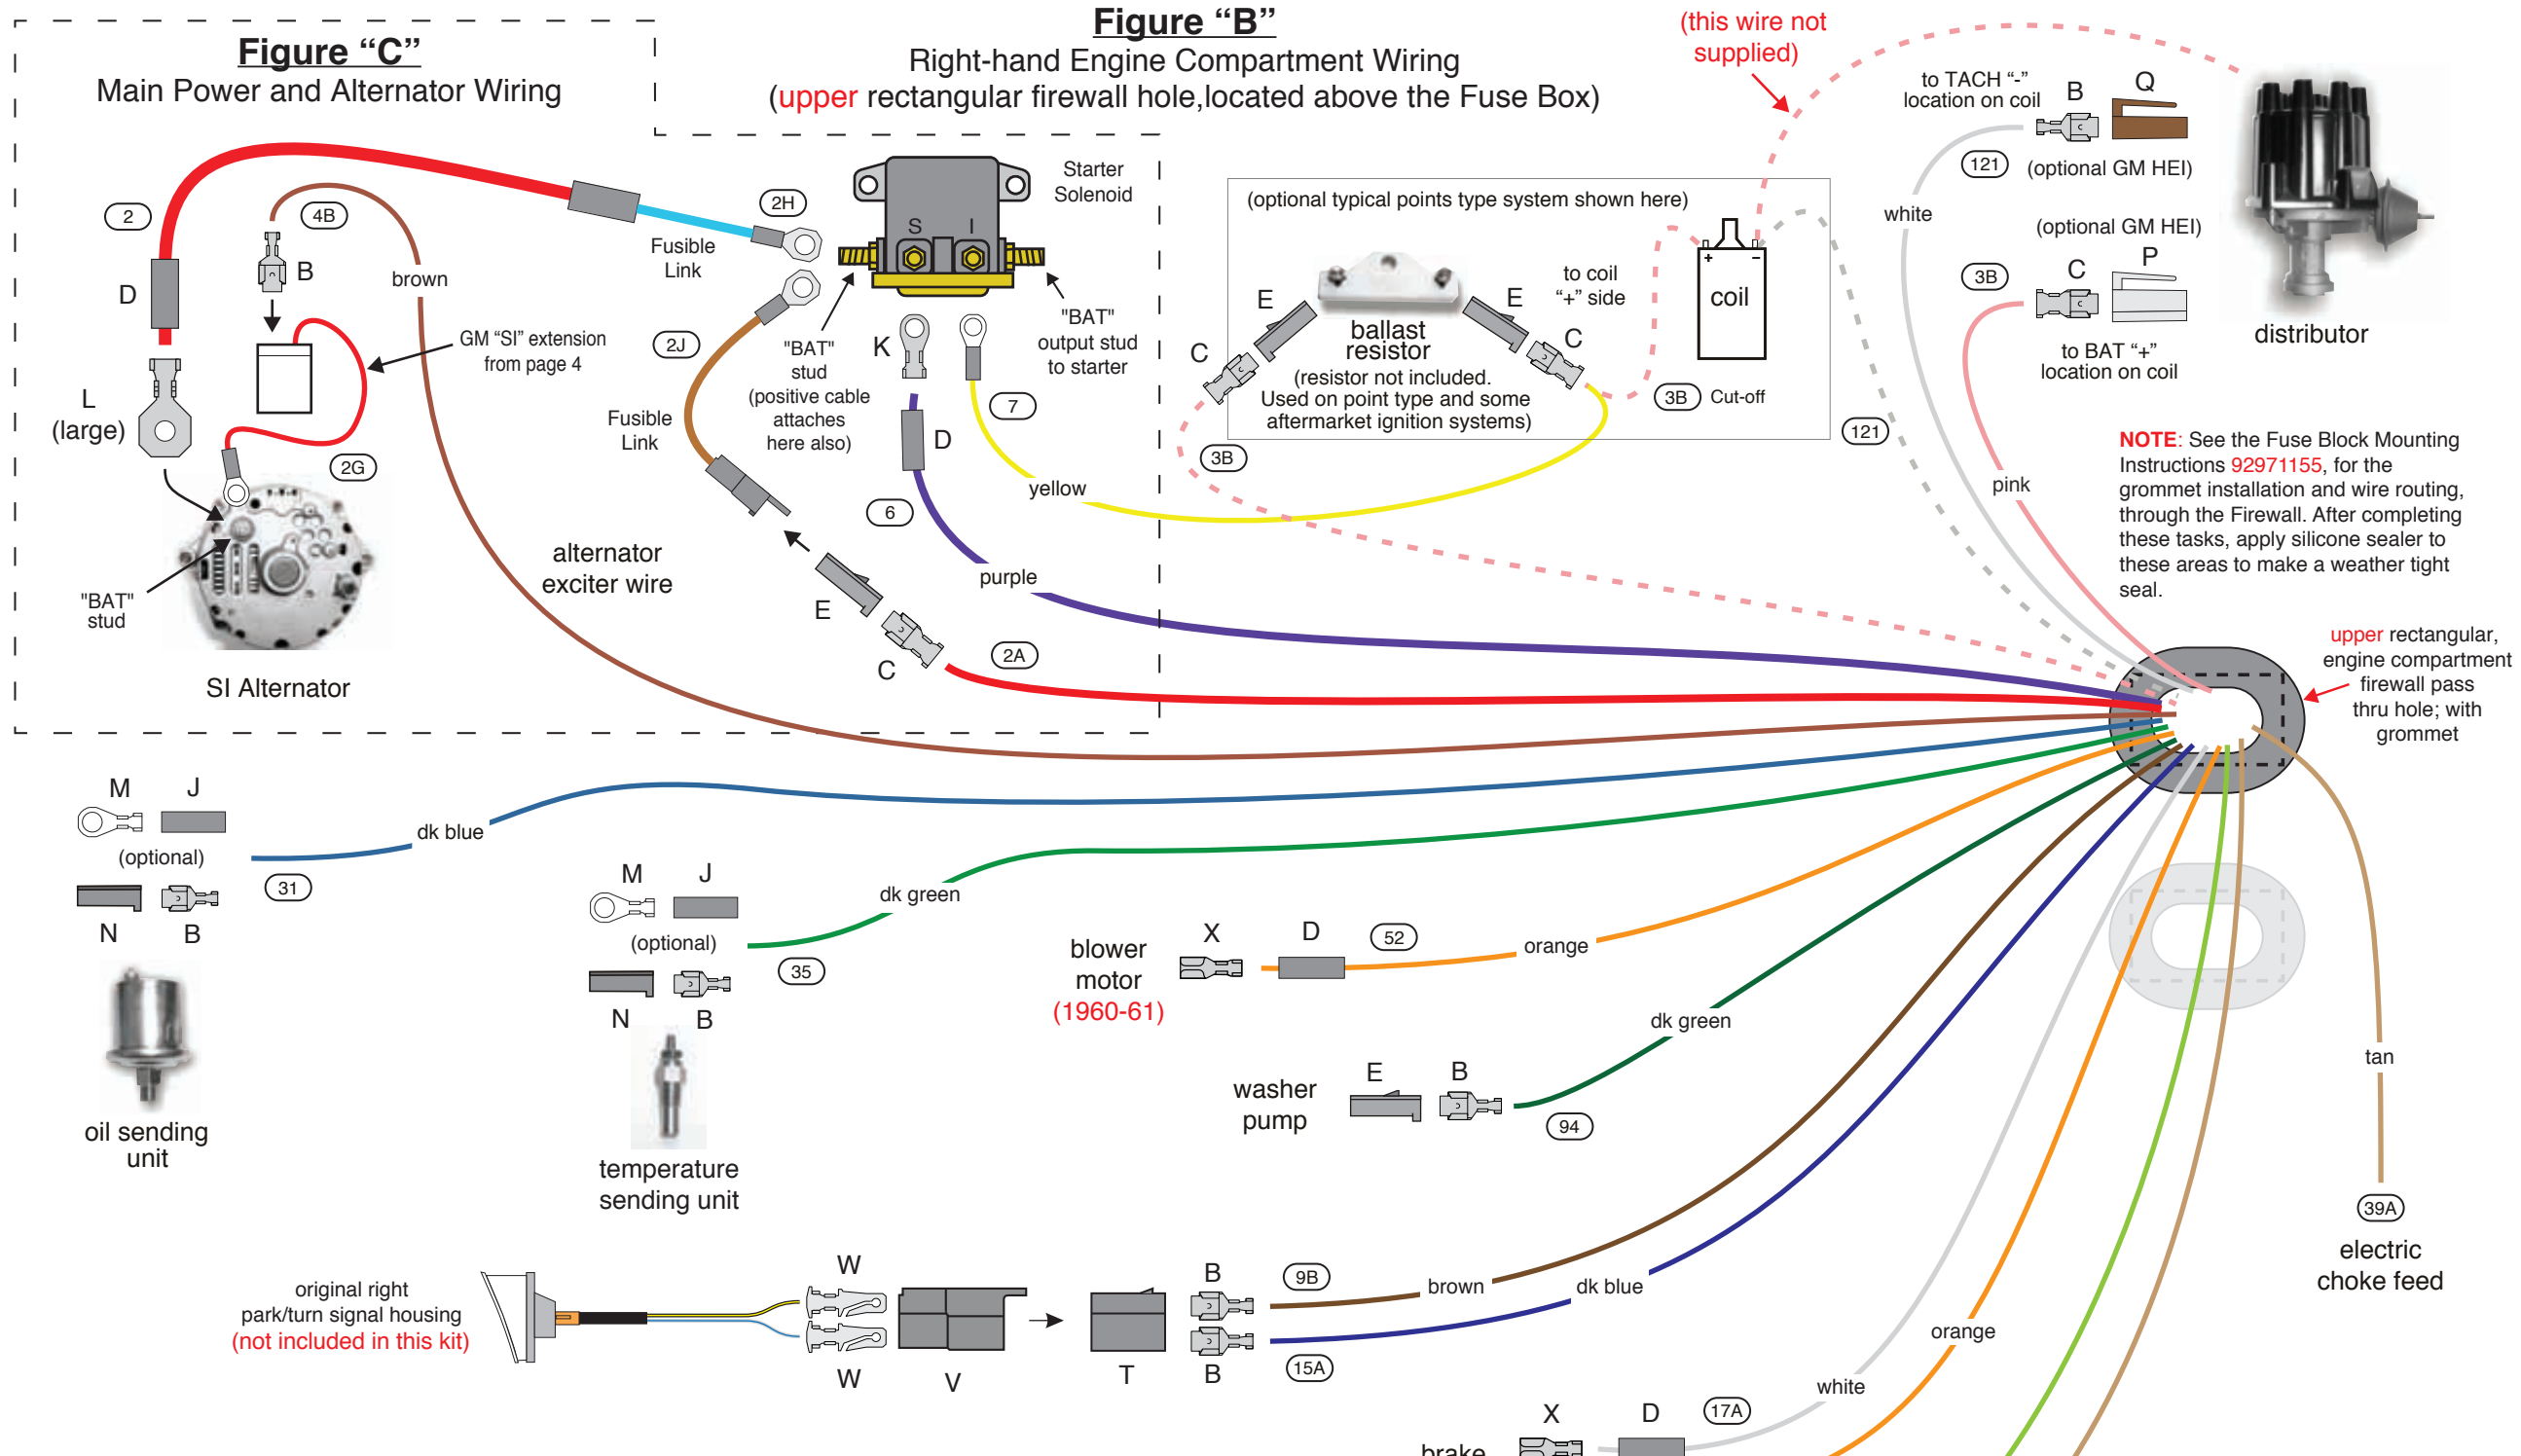 Figure “C”
Main Power and Alternator Wiring
Figure “B”
Right-hand Engine Compartment Wiring
(upper rectangular firewall hole,located above the Fuse Box)
(this wire not
supplied)
to TACH “-”
location on coil
B
Q
121
(optional GM HEI)
white
(optional GM HEI)
3B
C
P
to BAT “+”
location on coil
distributor
pink
2
4B
B
brown
D
L
(large)
GM “SI” extension
from page 4
2G
"BAT"
stud
SI Alternator
2H
Fusible
Link
Starter
Solenoid
S
I
2J
Fusible
Link
"BAT"
stud
(positive cable
attaches
here also)
K
"BAT"
output stud
to starter
7
D
6
yellow
purple
alternator
exciter wire
E
C
2A
(optional typical points type system shown here)
E
C
ballast
resistor
(resistor not included.
Used on point type and some
aftermarket ignition systems)
E
C
to coil
“+” side
+
–
coil
3B
Cut-off
3B
121
NOTE: See the Fuse Block Mounting
Instructions 92971155, for the
grommet installation and wire routing,
through the Firewall. After completing
these tasks, apply silicone sealer to
these areas to make a weather tight
seal.
upper rectangular,
engine compartment
firewall pass
thru hole; with
grommet
M
J
(optional)
N
B
31
dk blue
oil sending
unit
M
J
(optional)
N
B
35
dk green
temperature
sending unit
blower
motor
(1960-61)
X
D
52
orange
washer
pump
E
B
94
dk green
tan
39A
electric
choke feed
original right
park/turn signal housing
(not included in this kit)
W
W
V
T
B
B
9B
15A
brown
dk blue
orange
white
brake
X
D
17A